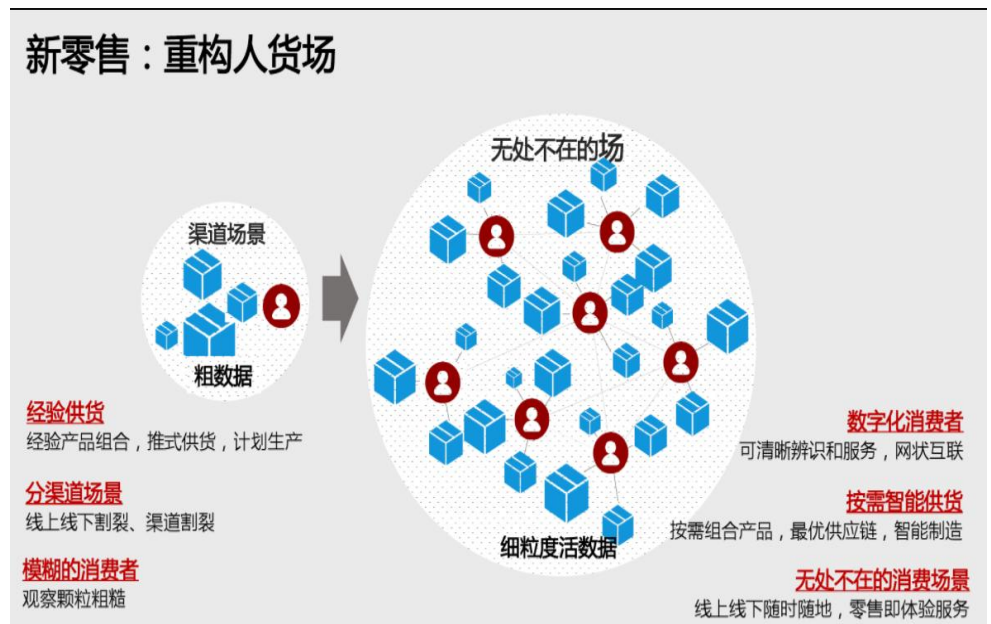 新零售：重构人货场
无处不在的场
渠道场景
粗数据
经验供货
经验产品组合，推式供货，计划生产
分渠道场景
线上线下割裂、渠道割裂
模糊的消费者
观察颗粒粗糙
细粒度活数据
数字化消费者
可清晰辨识和服务，网状互联
按需智能供货
按需组合产品，最优供应链，智能制造
无处不在的消费场景
线上线下随时随地，零售即体验服务